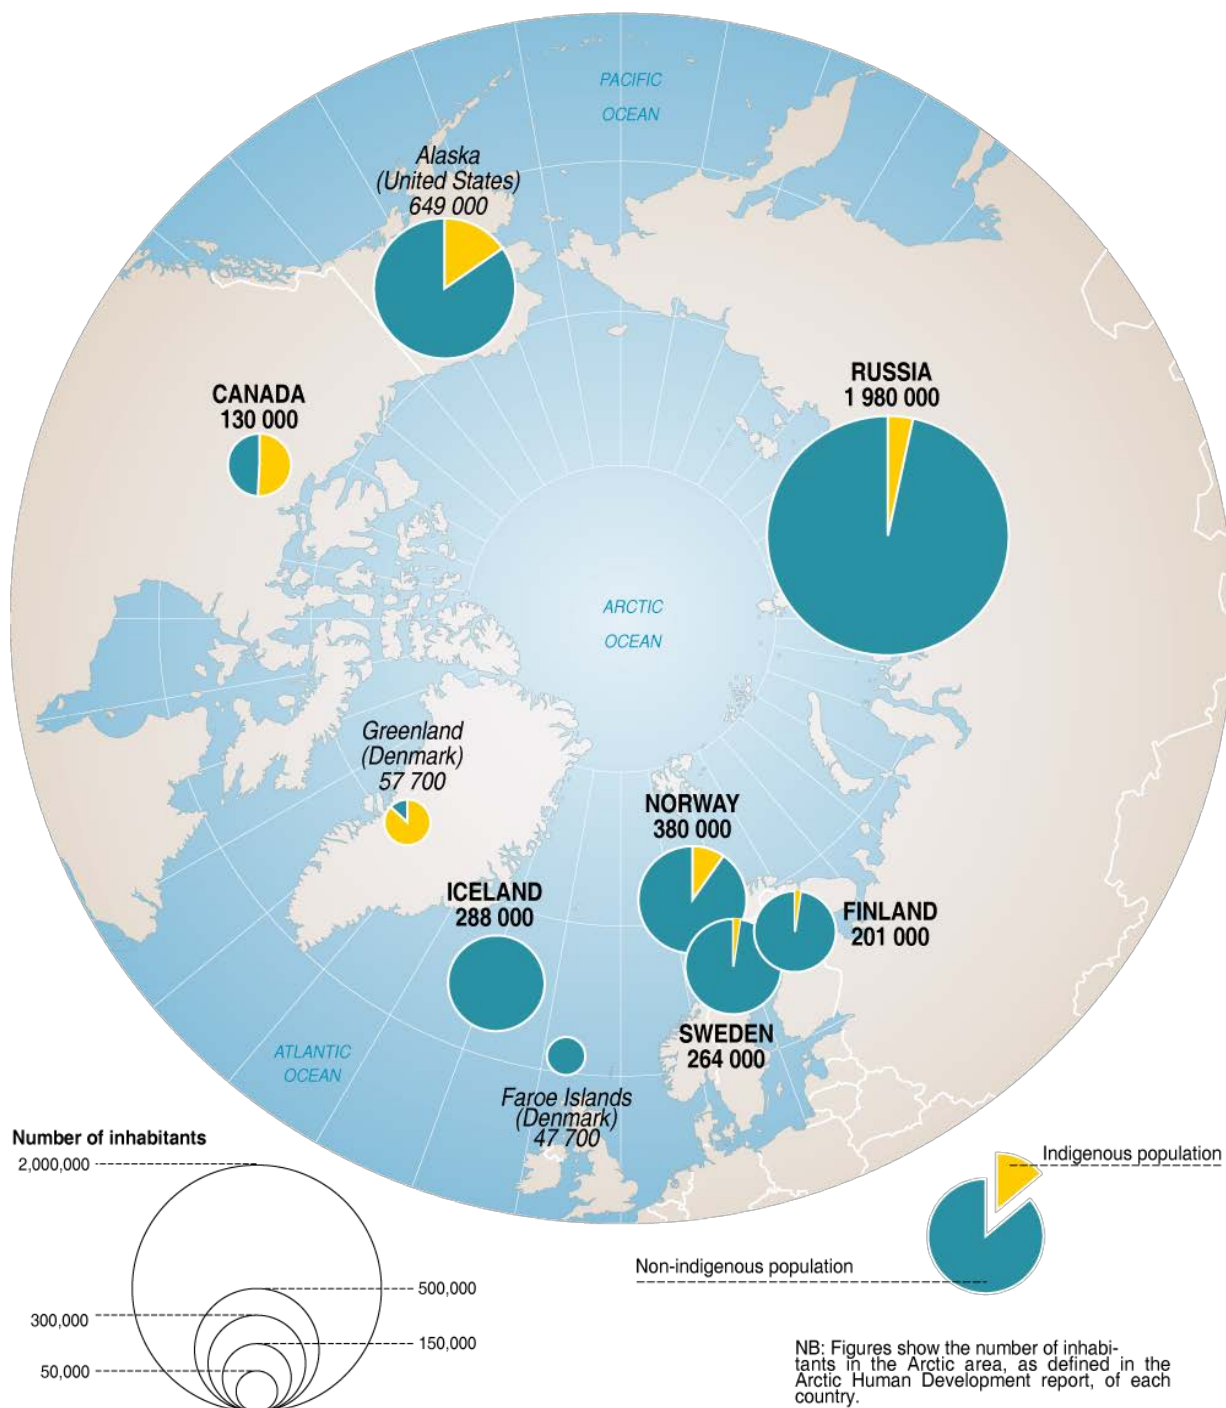 PACIFIC
OCEAN
Alaska
(United States)
649 000
CANADA
130 000
RUSSIA
1 980 000
ARCTIC
OCEAN
Greenland
(Denmark)
57 700
NORWAY
380 000
ICELAND
288 000
FINLAND
201 000
SWEDEN
264 000
ATLANTIC
OCEAN
Faroe Islands
(Denmark)
47 700
Number of inhabitants
2,000,000
500,000
300,000
150,000
50,000
Indigenous population
Non-indigenous population
NB: Figures show the number of inhabi-
tants in the Arctic area, as defined in the
Arctic Human Development report, of each
country.